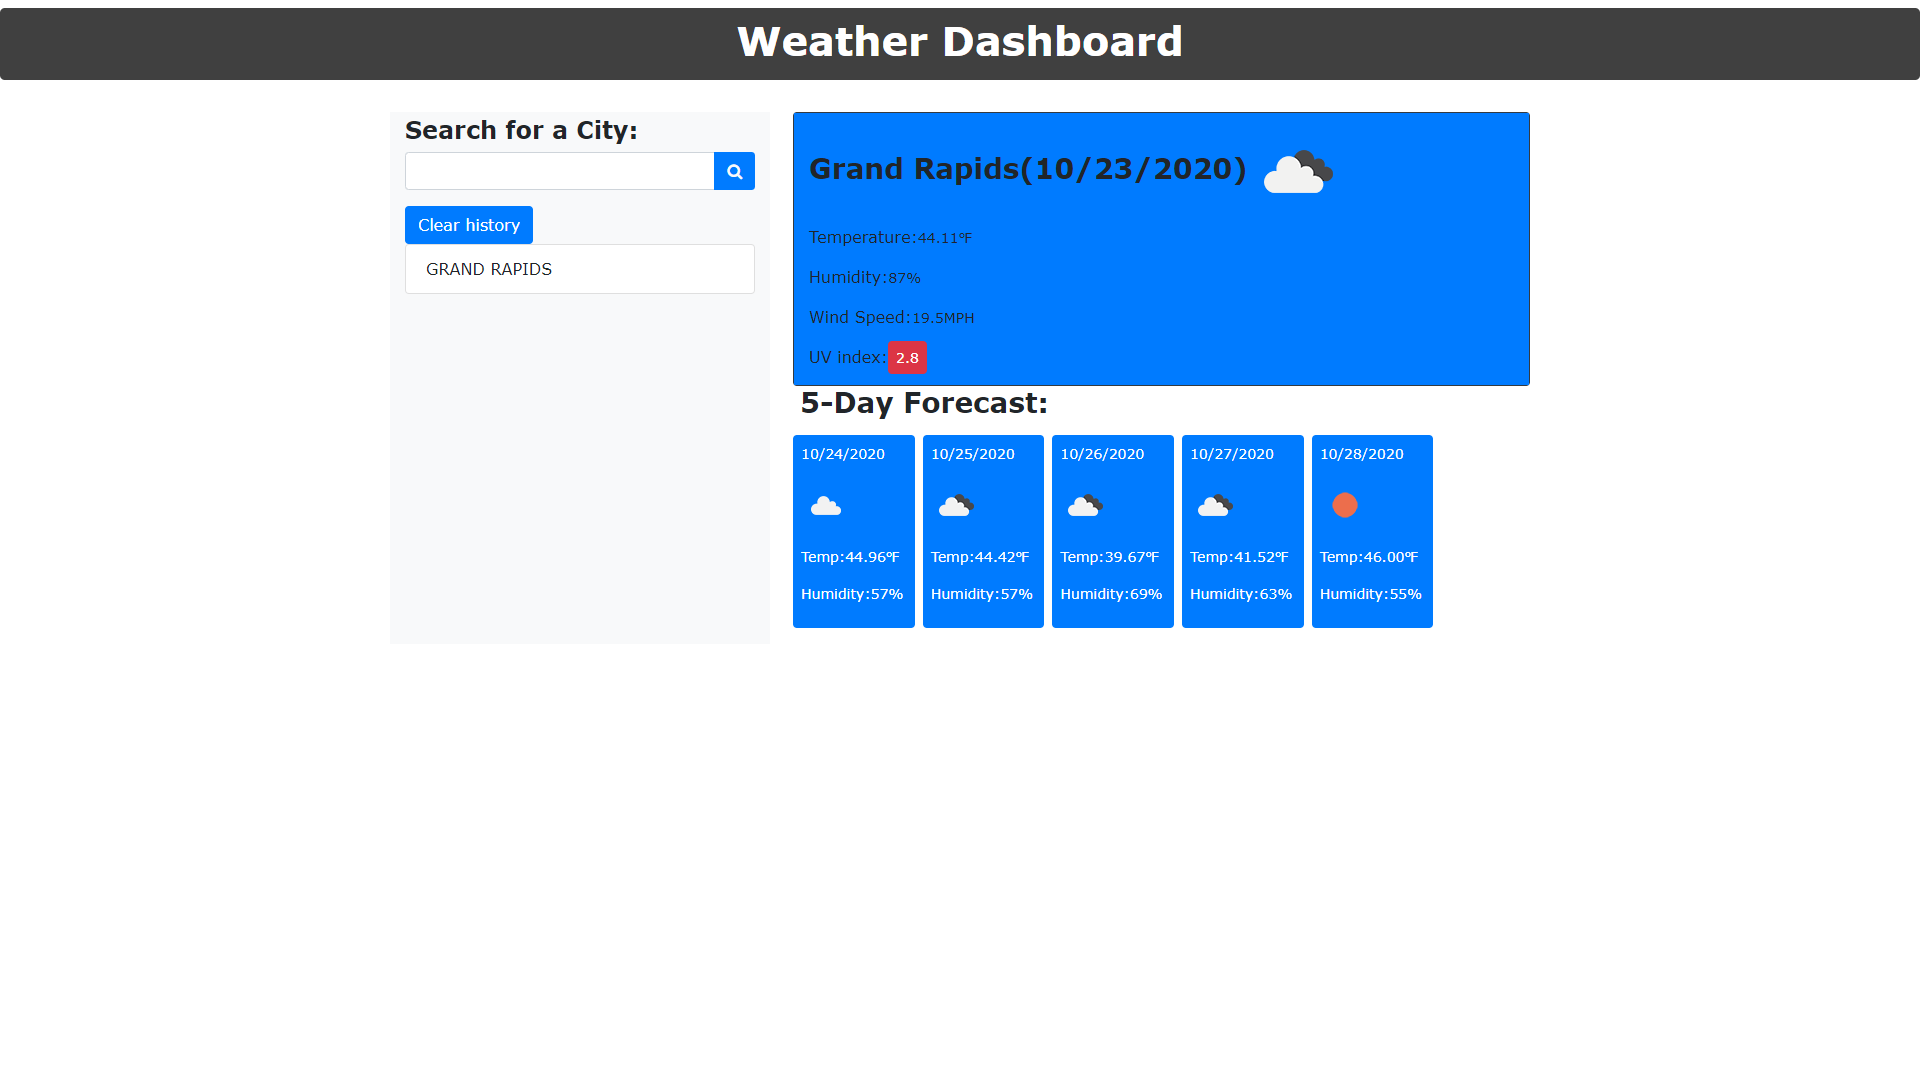 Weather Dashboard
Search for a City:
Clear history
GRAND RAPIDS
Grand Rapids(10/23/2020)
Temperature:44.11°F
Humidity:87%
Wind Speed:19.5MPH
UV index:2.8
5-Day Forecast:
10/24/2020
Temp:44.96°F
Humidity:57%
10/25/2020
Temp:44.42°F
Humidity:57%
10/26/2020
Temp:39.67°F
Humidity:69%
10/27/2020
Temp:41.52°F
Humidity:63%
10/28/2020
Temp:46.00°F
Humidity:55%